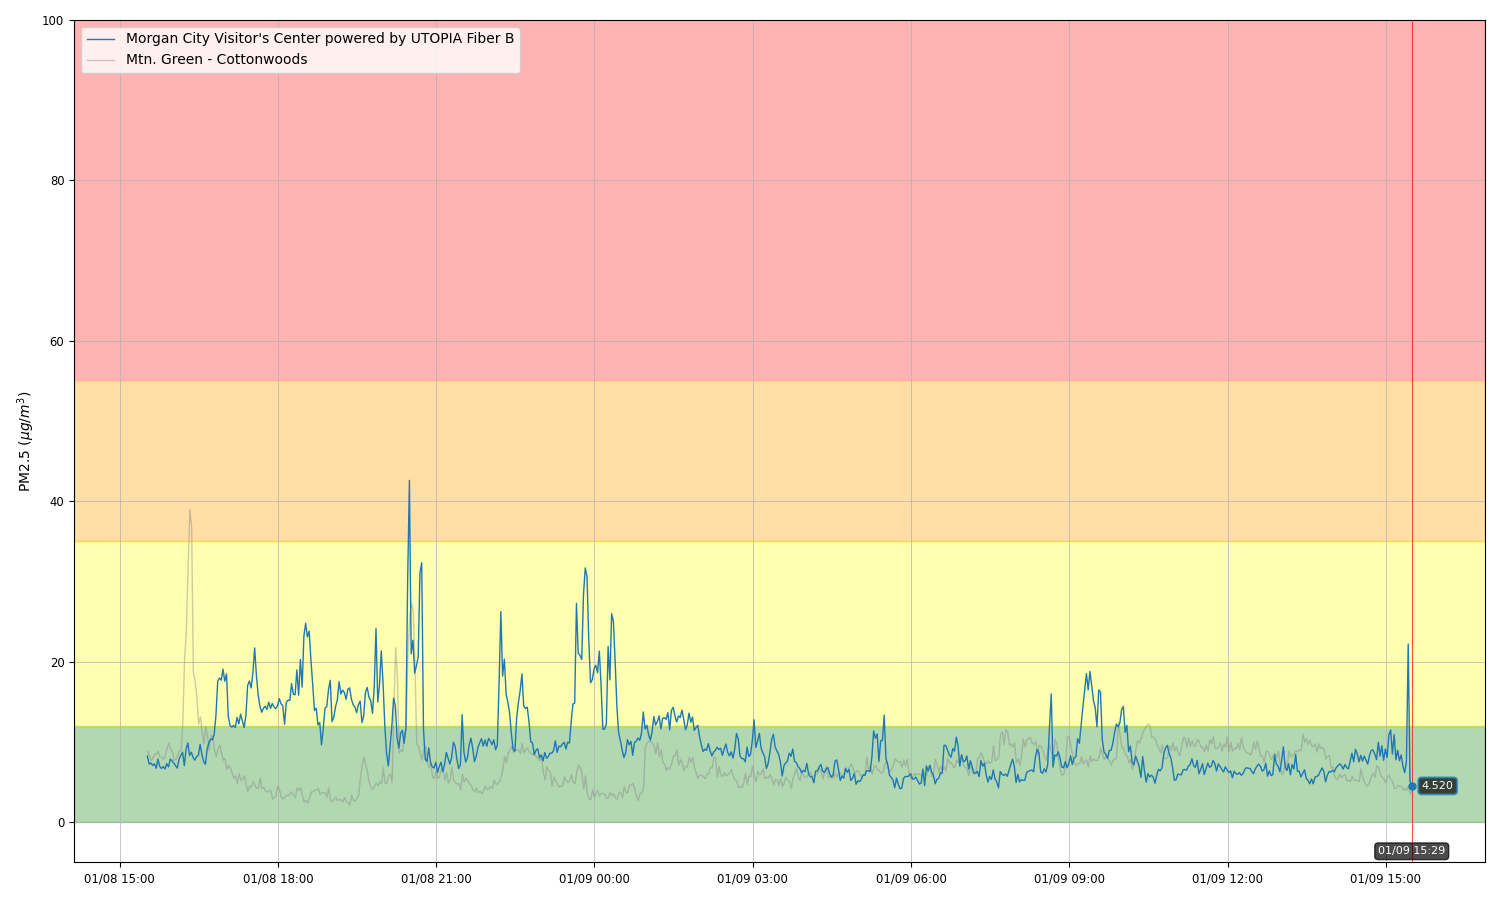 100
80
60
40
20
0
PM2.5 (μg/m³)
Morgan City Visitor's Center powered by UTOPIA Fiber B
Mtn. Green - Cottonwoods
4.520
01/09 15:29
01/08 15:00 01/08 18:00 01/08 21:00 01/09 00:00 01/09 03:00 01/09 06:00 01/09 09:00 01/09 12:00 01/09 15:00